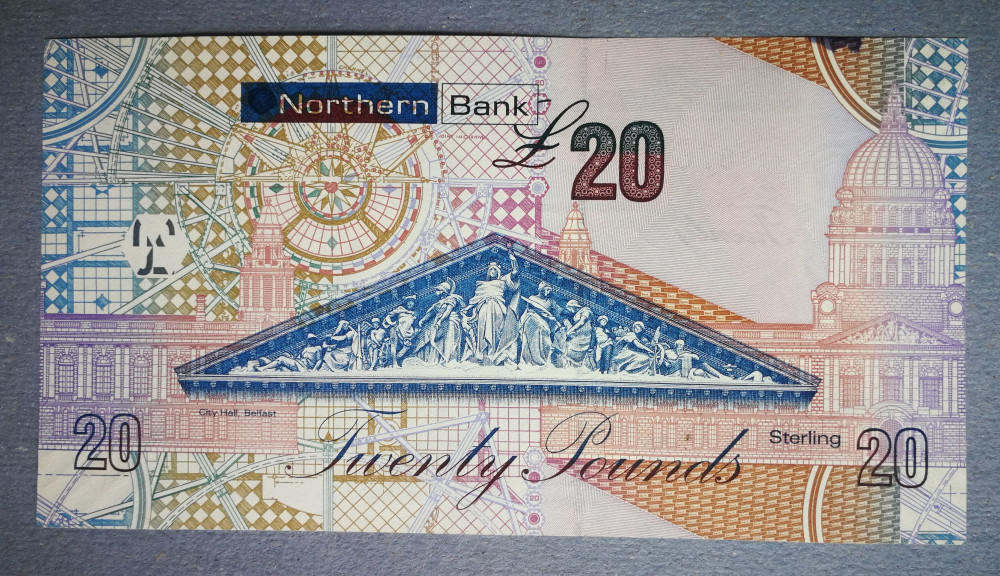 Northern Bank
£20
City Hall, Belfast
20
Twenty Pounds
Sterling
20